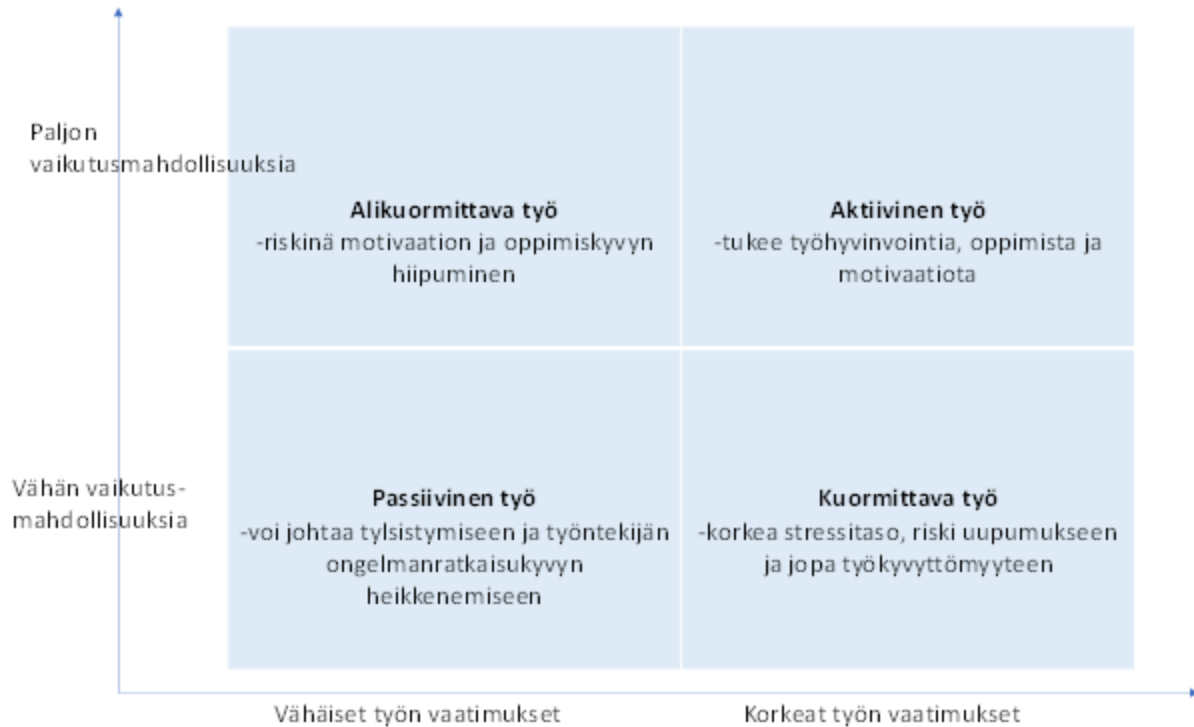 Paljon
vaikutusmahdollisuuksia
Alikuormittava työ
-riskinä motivaation ja oppimiskyvyn
hiipuminen
Aktiivinen työ
-tukee työhyvinvointia, oppimista ja
motivaatiota
Vähän vaikutus-
mahdollisuuksia
Passiivinen työ
-voi johtaa tylsistymiseen ja työntekijän
ongelmanratkaisukyvyn
heikkenemiseen
Kuormittava työ
-korkea stressitaso, riski uupumukseen
ja jopa työkyvyttömyyteen
Vähäiset työn vaatimukset
Korkeat työn vaatimukset